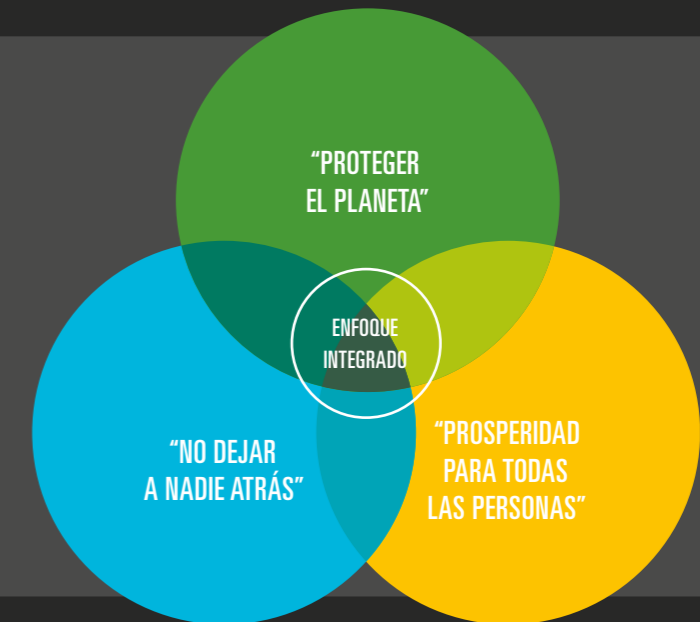 “PROTEGER
EL PLANETA”
ENFOQUE
INTEGRADO
“NO DEJAR
A NADIE ATRÁS”
“PROSPERIDAD
PARA TODAS
LAS PERSONAS”